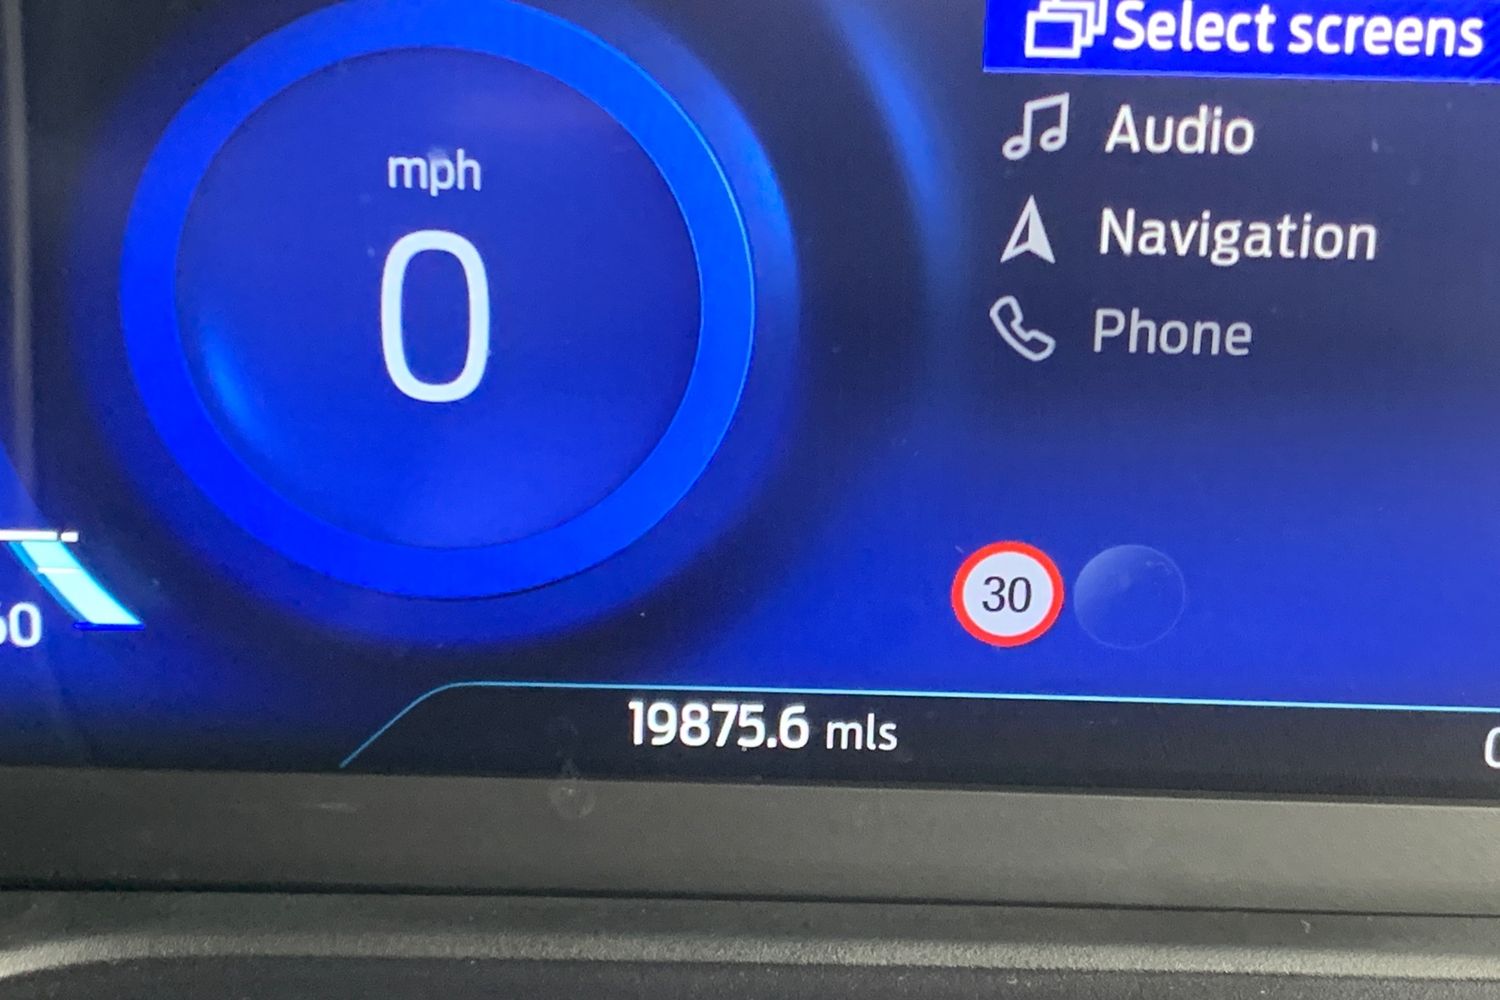 Select screens
Audio
mph
Navigation
0
Phone
30
19875.6 mls